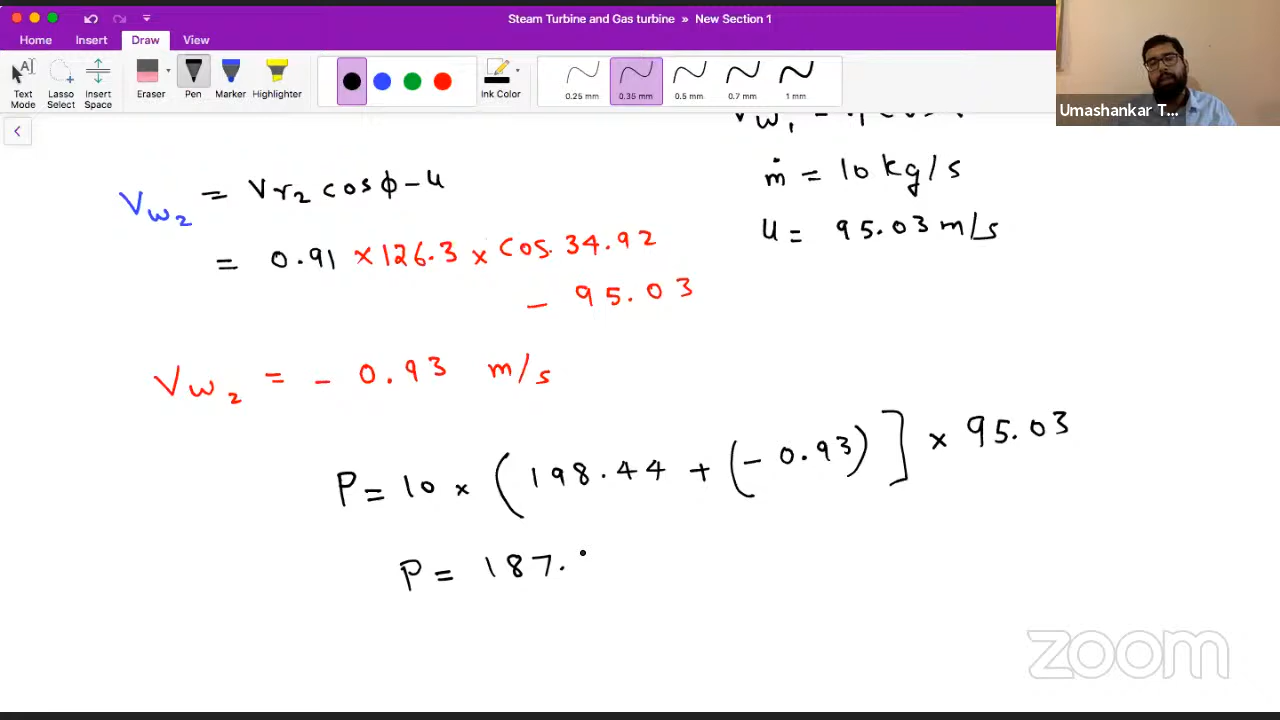 Steam Turbine and Gas turbine » New Section 1
Home Insert Draw View
Text Mode
Lasso Select
Insert Space
Eraser
Pen
Marker
Highlighter
Ink Color
0.25 mm
0.35 mm
0.5 mm
0.7 mm
1 mm
Umashankar T...
ṁ = 10 kg/s
u = 95.03 m/s
Vw₂ = Vr₂ cos ϕ - u
= 0.91 × 126.3 × cos. 34.92
- 95.03
Vw₂ = - 0.93 m/s
P = 10 × (198.44 + (- 0.93)] × 95.03
P = 187.
zoom